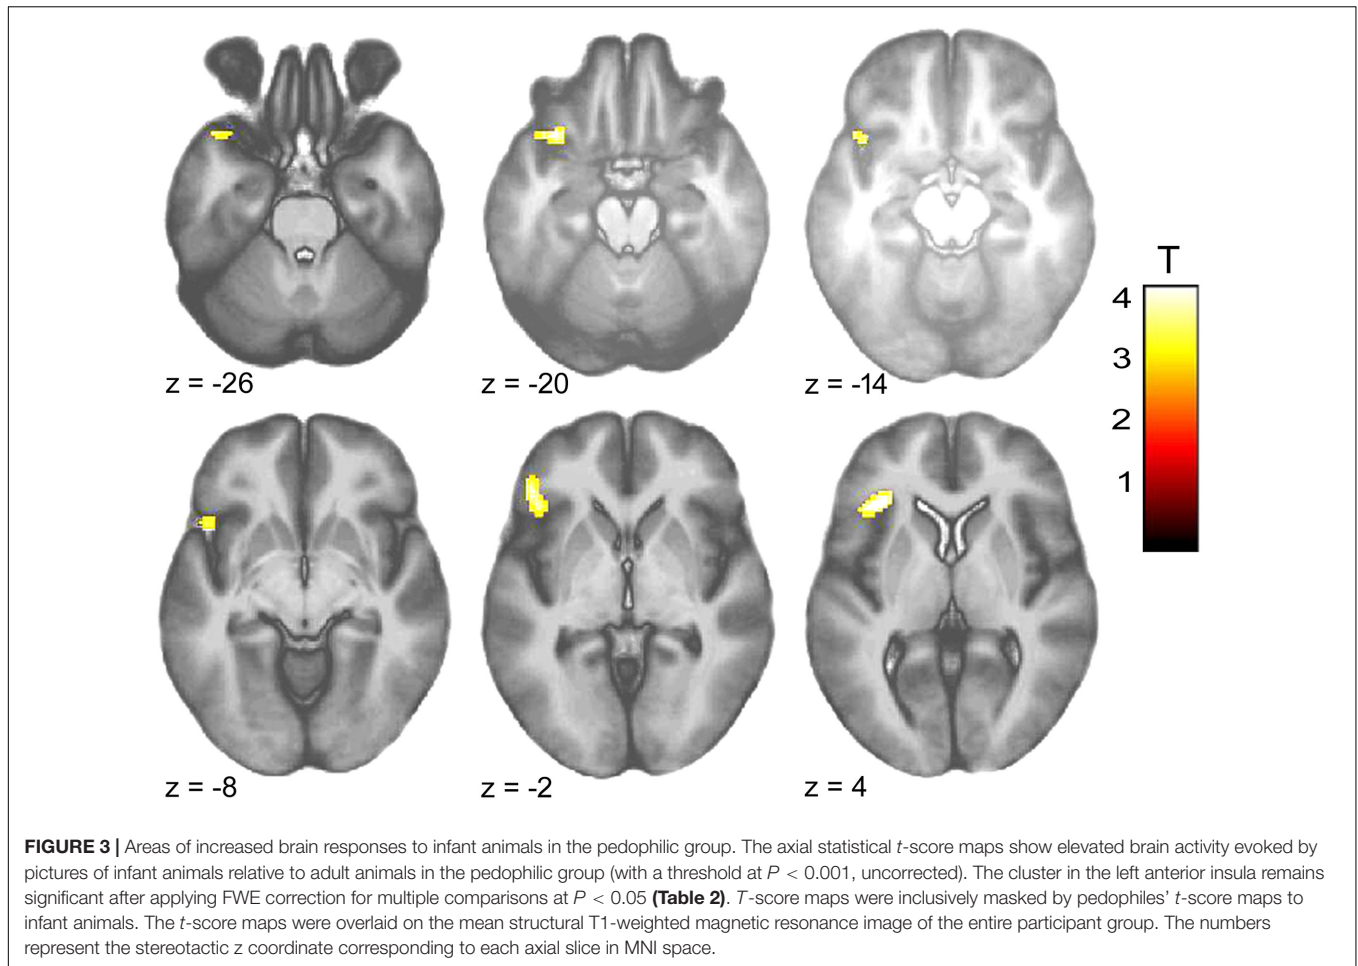 T
4
3
2
1
z = -26
z = -20
z = -14
z = -8
z = -2
z = 4
FIGURE 3 | Areas of increased brain responses to infant animals in the pedophilic group. The axial statistical t-score maps show elevated brain activity evoked by
pictures of infant animals relative to adult animals in the pedophilic group (with a threshold at P < 0.001, uncorrected). The cluster in the left anterior insula remains
significant after applying FWE correction for multiple comparisons at P < 0.05 (Table 2). T-score maps were inclusively masked by pedophiles’ t-score maps to
infant animals. The t-score maps were overlaid on the mean structural T1-weighted magnetic resonance image of the entire participant group. The numbers
represent the stereotactic z coordinate corresponding to each axial slice in MNI space.